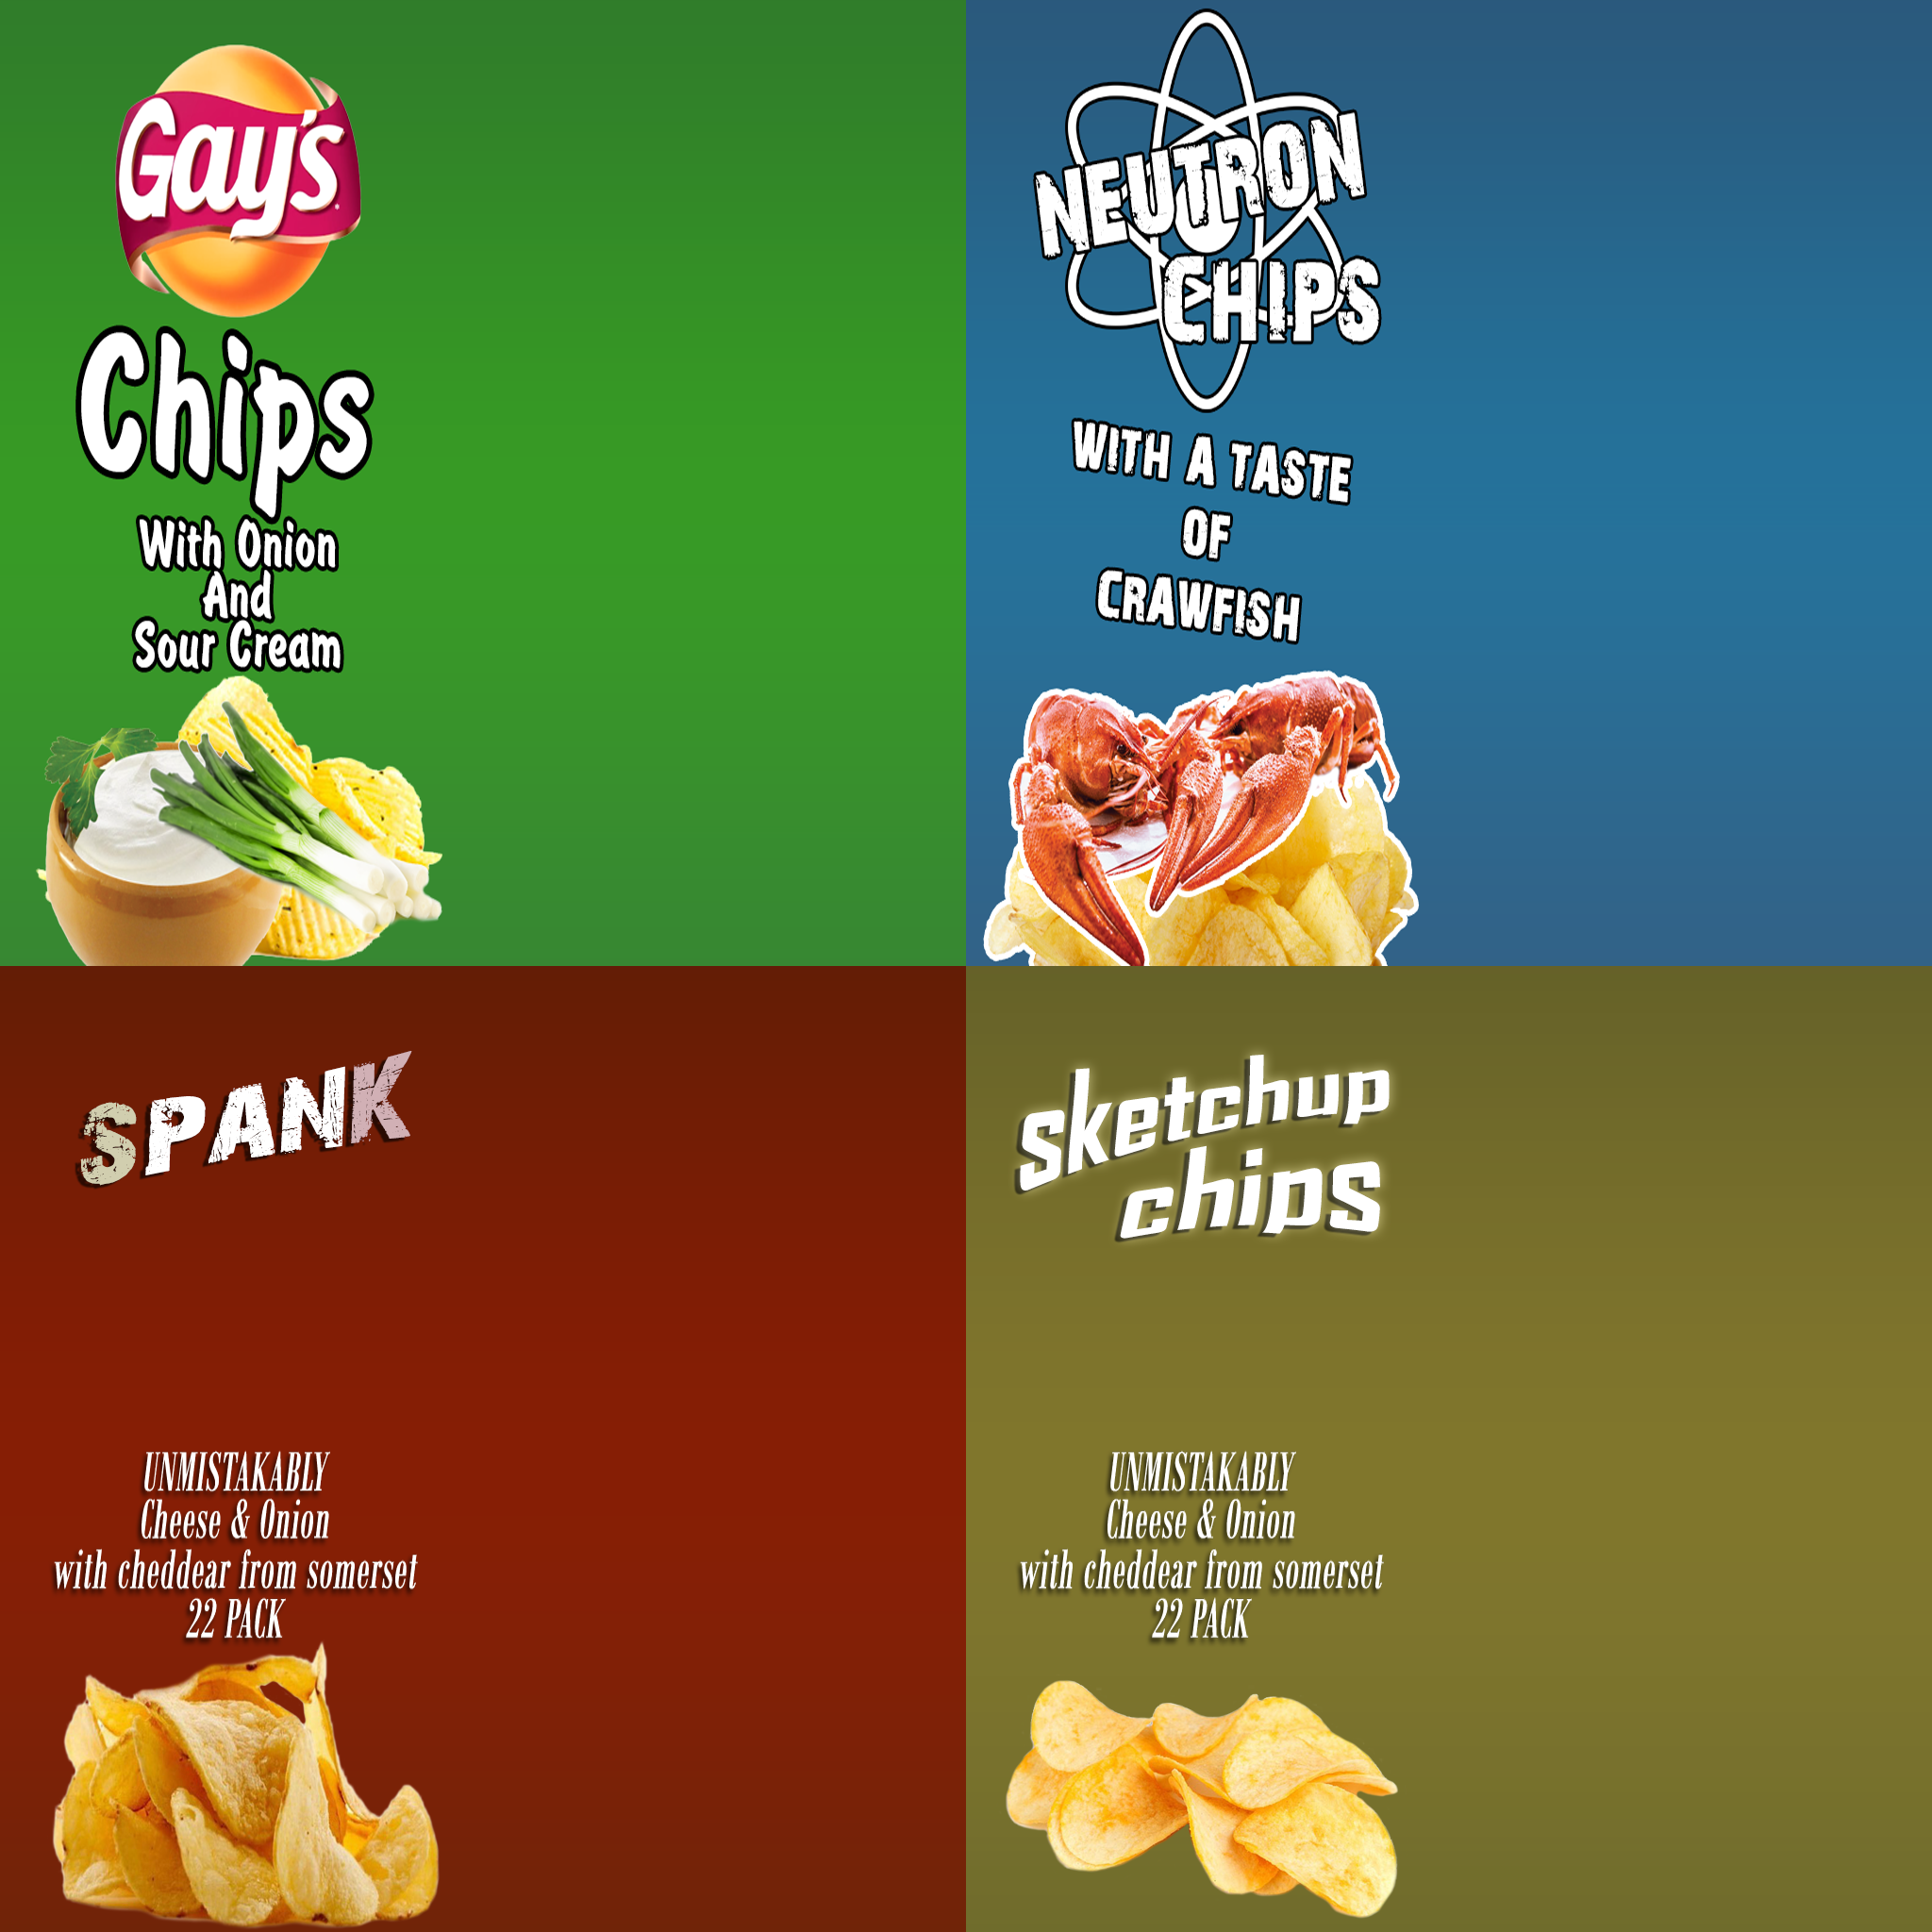 Gay's
Chips
With Onion
And
Sour Cream
NEUTRON
CHIPS
WITH A TASTE
OF
CRAWFISH
SPANK
UNMISTAKABLY
Cheese & Onion
with cheddear from somerset
22 PACK
sketchup
chips
UNMISTAKABLY
Cheese & Onion
with cheddear from somerset
22 PACK